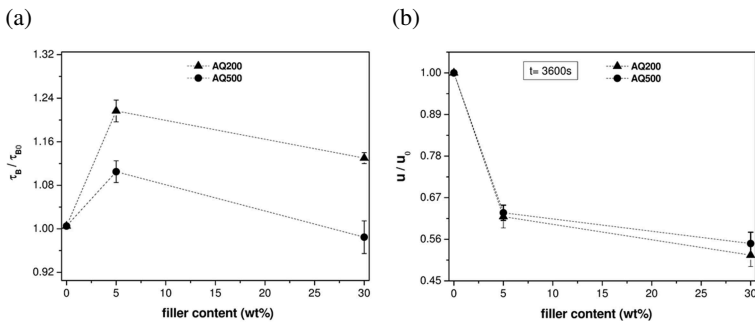 (a)
1.32
1.24
1.16
1.08
1.00
0.92
τB / τB0
AQ200
AQ500
0
5
10
15
20
25
30
filler content (wt%)
(b)
1.00
0.89
0.78
0.67
0.56
0.45
u / u0
t= 3600s
AQ200
AQ500
0
5
10
15
20
25
30
filler content (wt%)